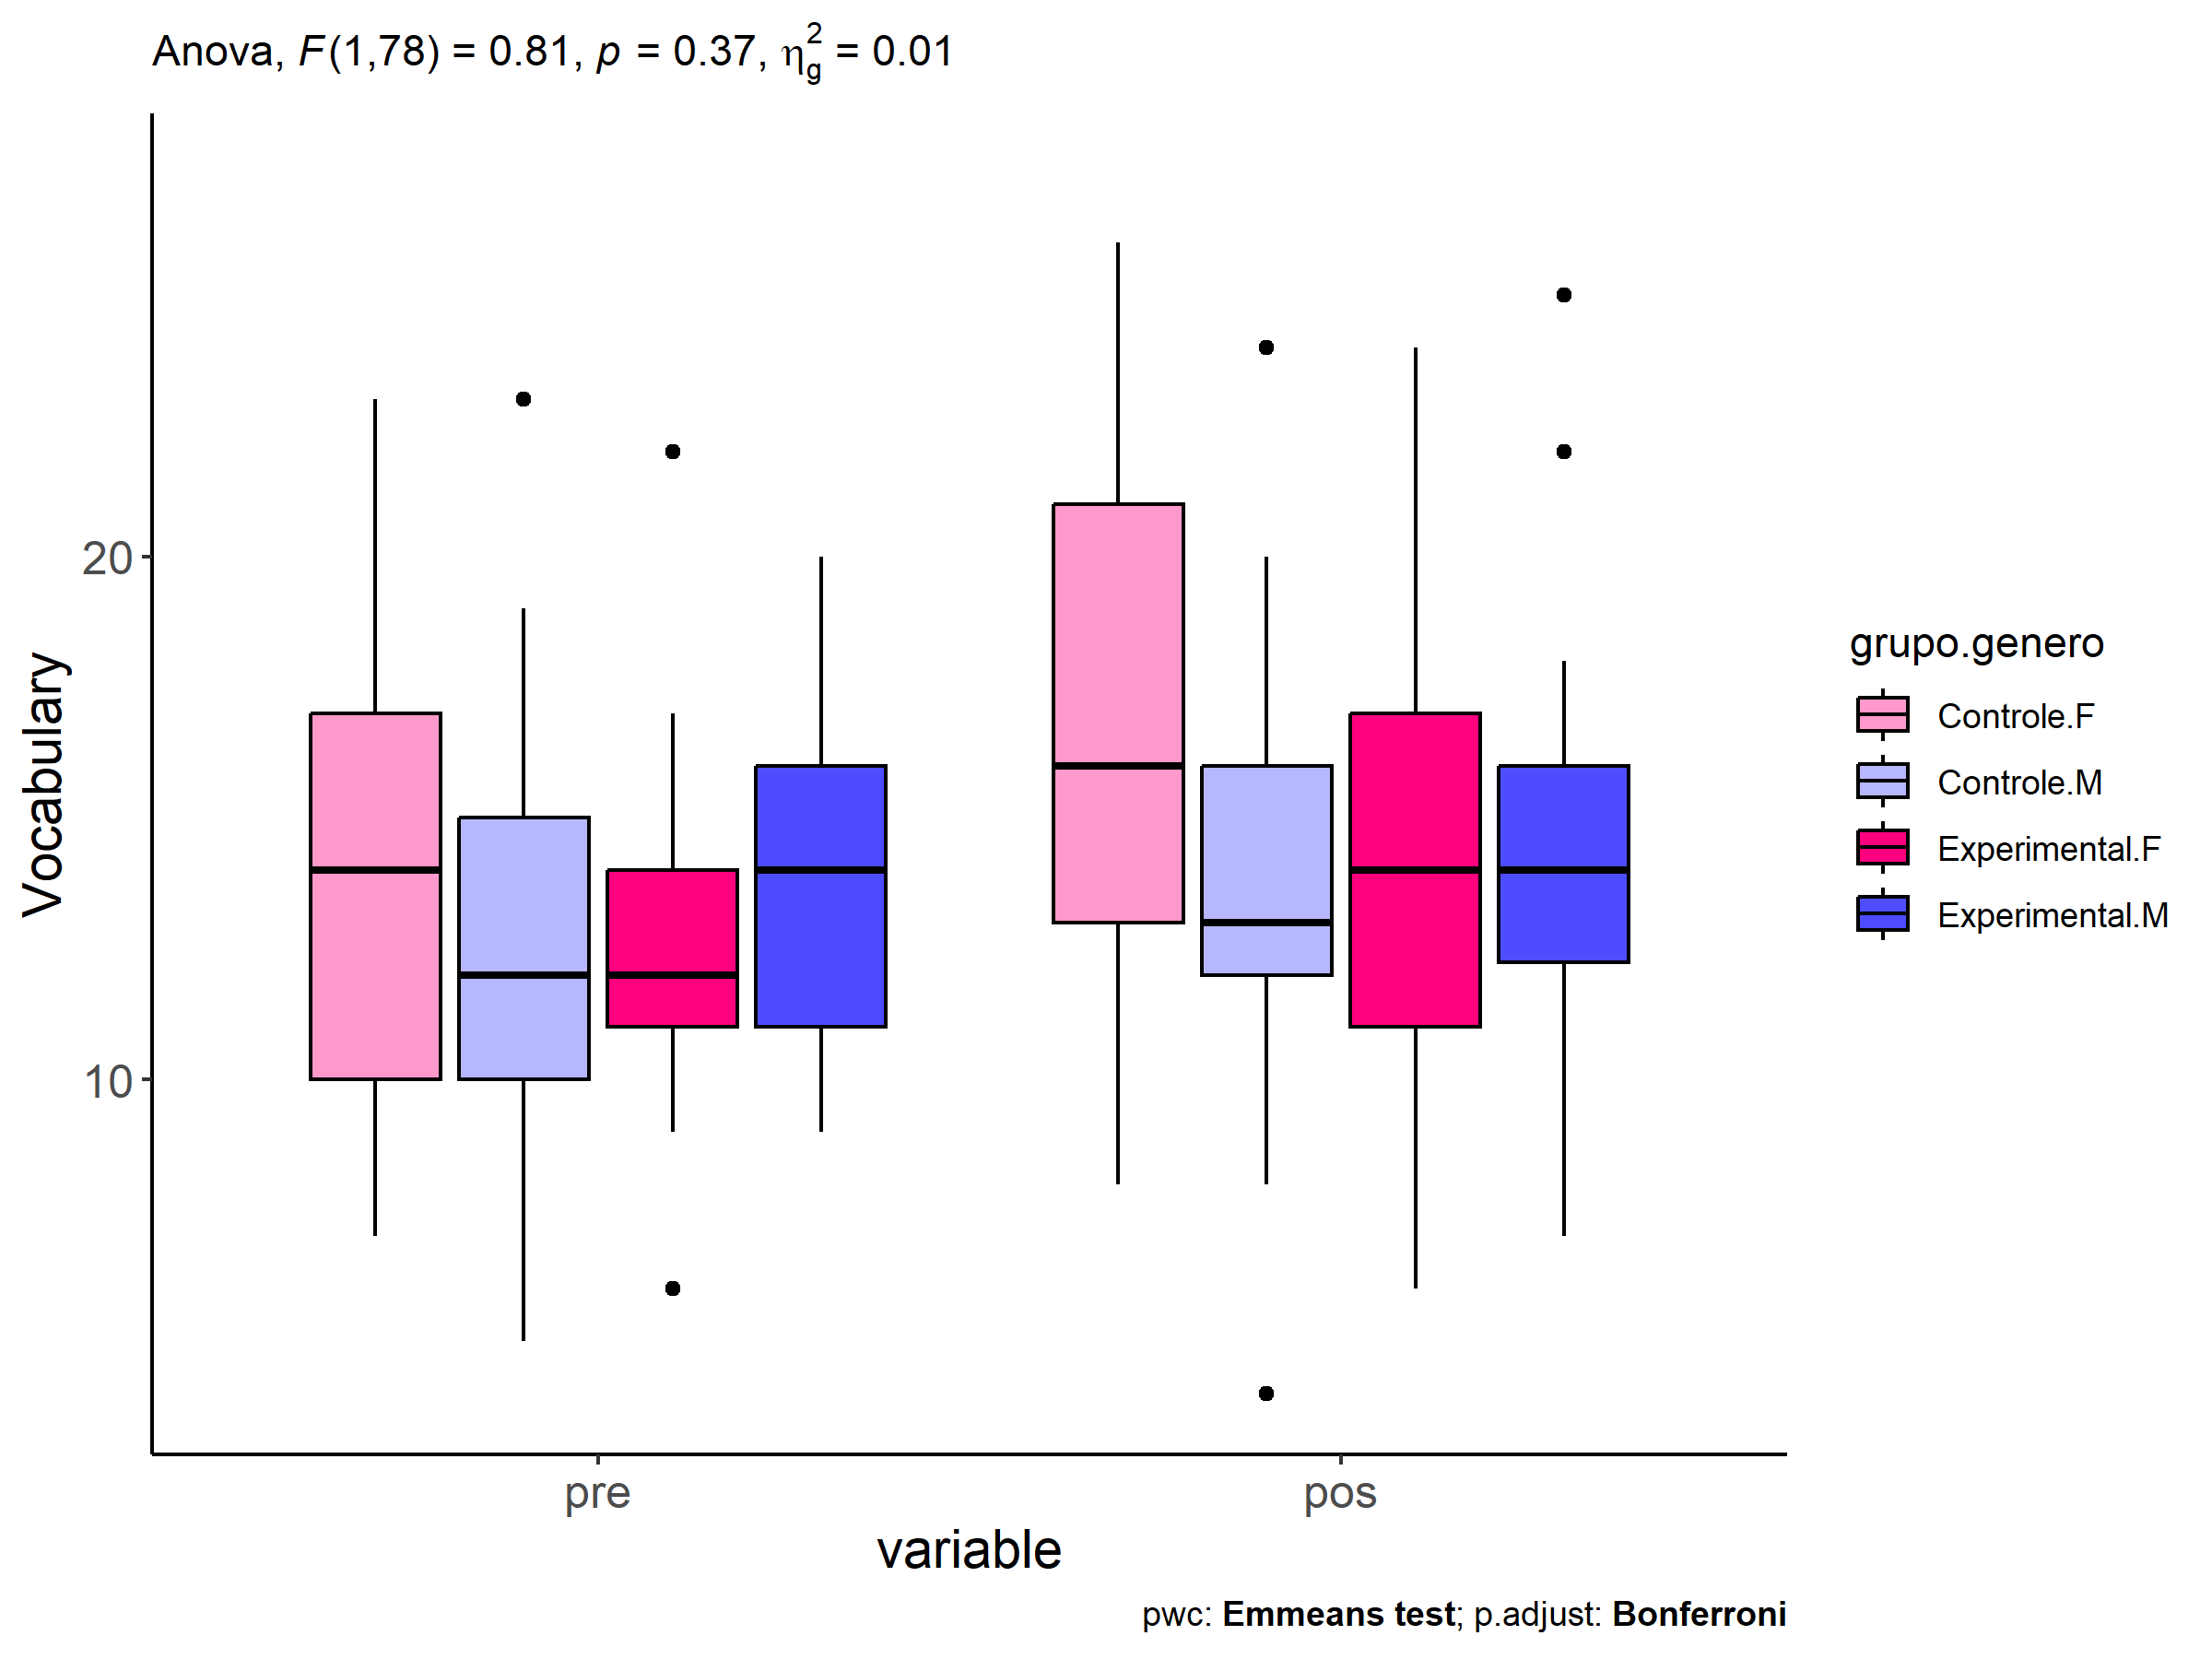 Anova, F(1,78) = 0.81, p = 0.37, η²g = 0.01
Vocabulary
20
10
pre
pos
variable
grupo.genero
Controle.F
Controle.M
Experimental.F
Experimental.M
pwc: Emmeans test; p.adjust: Bonferroni